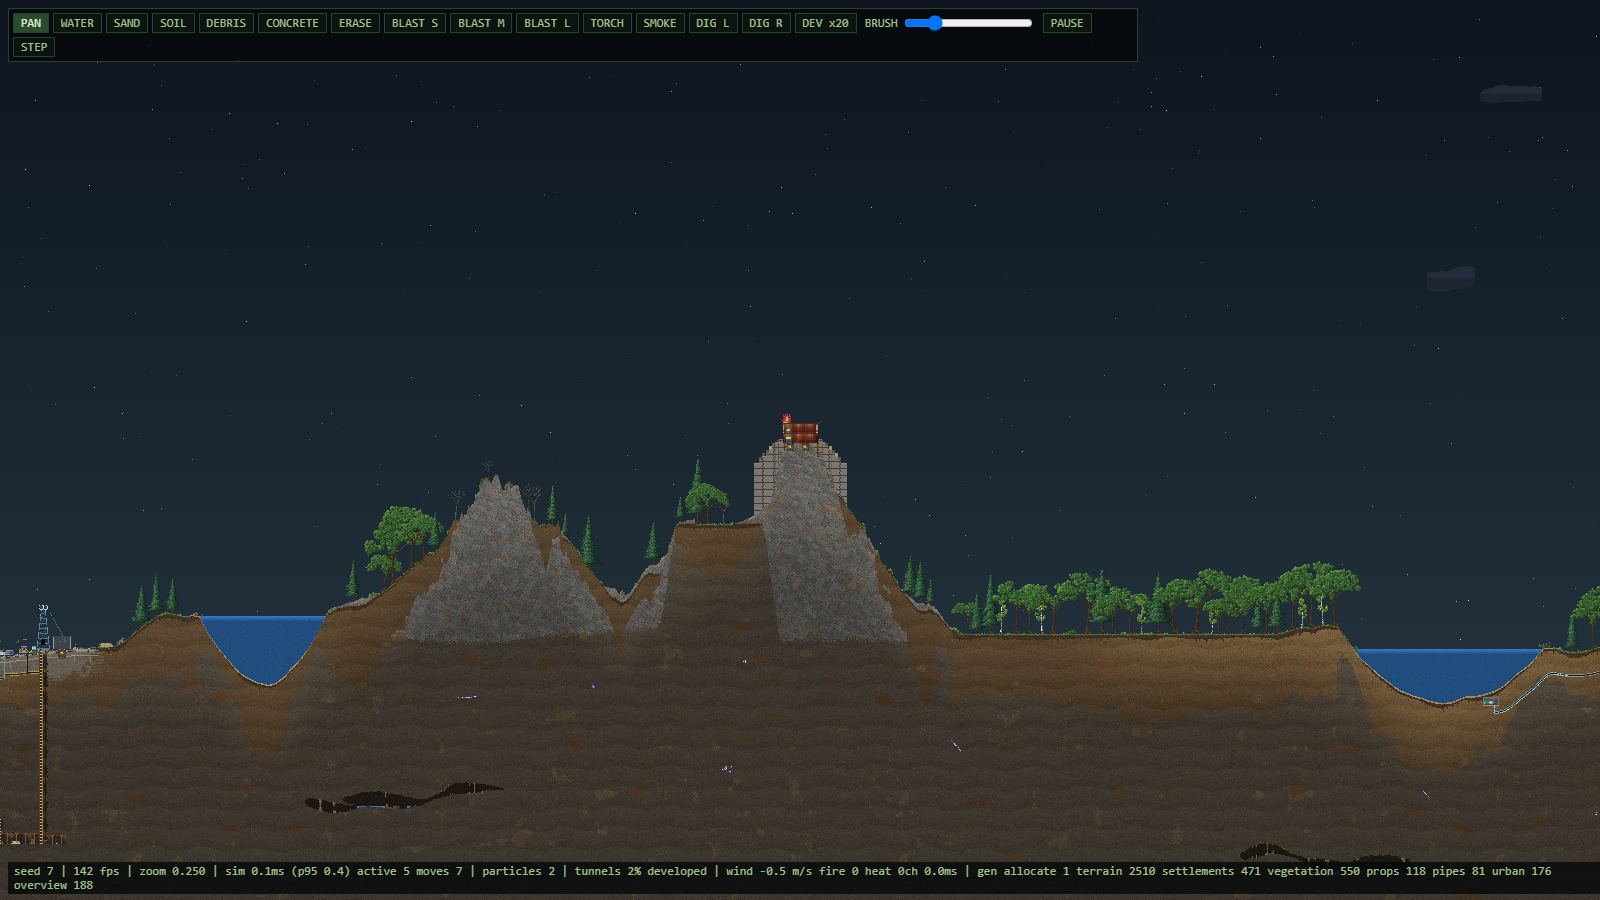 PAN WATER SAND SOIL DEBRIS CONCRETE ERASE BLAST S BLAST M BLAST L TORCH SMOKE DIG L DIG R DEV x20 BRUSH PAUSE
STEP
seed 7 | 142 fps | zoom 0.250 | sim 0.1ms (p95 0.4) active 5 moves 7 | particles 2 | tunnels 2% developed | wind -0.5 m/s fire 0 heat 0ch 0.0ms | gen allocate 1 terrain 2510 settlements 471 vegetation 550 props 118 pipes 81 urban 176
overview 188